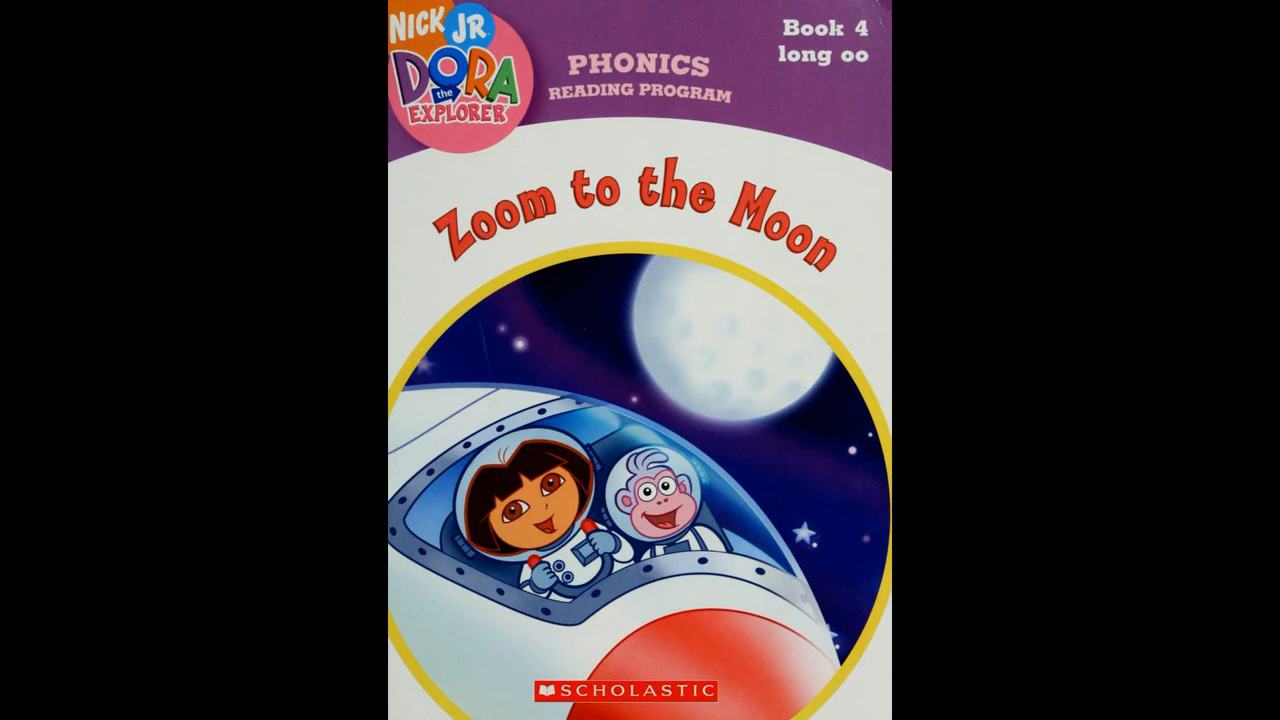 NICK JR
DORA
the
EXPLORER
PHONICS
READING PROGRAM
Book 4
long oo
Zoom to the Moon
SCHOLASTIC